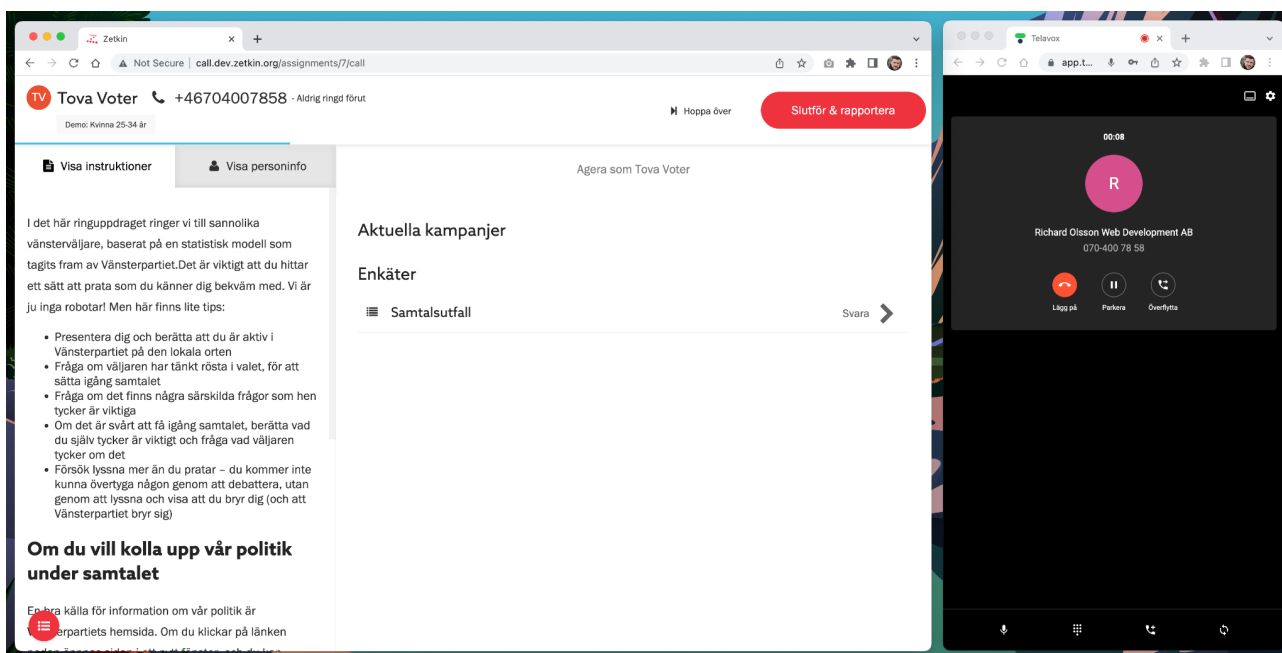 Zetkin
Not Secure | call.dev.zetkin.org/assignments/7/call
TV Tova Voter +46704007858 - Aldrig ringd förut
Demo: Kvinna 25-34 år
Hoppa över
Slutför & rapportera
Visa instruktioner
Visa personinfo
I det här ringuppdraget ringer vi till sannolika
vänsterväljare, baserat på en statistisk modell som
tagits fram av Vänsterpartiet.Det är viktigt att du hittar
ett sätt att prata som du känner dig bekväm med. Vi är
ju inga robotar! Men här finns lite tips:
• Presentera dig och berätta att du är aktiv i
Vänsterpartiet på den lokala orten
• Fråga om väljaren har tänkt rösta i valet, för att
sätta igång samtalet
• Fråga om det finns några särskilda frågor som hen
tycker är viktiga
• Om det är svårt att få igång samtalet, berätta vad
du själv tycker är viktigt och fråga vad väljaren
tycker om det
• Försök lyssna mer än du pratar – du kommer inte
kunna övertyga någon genom att debattera, utan
genom att lyssna och visa att du bryr dig (och att
Vänsterpartiet bryr sig)
Om du vill kolla upp vår politik
under samtalet
En bra källa för information om vår politik är
erpartiets hemsida. Om du klickar på länken
Agera som Tova Voter
Aktuella kampanjer
Enkäter
Samtalsutfall
Svara
Telavox
app.t...
00:08
R
Richard Olsson Web Development AB
070-400 78 58
Lägg på
Parkera
Överflytta